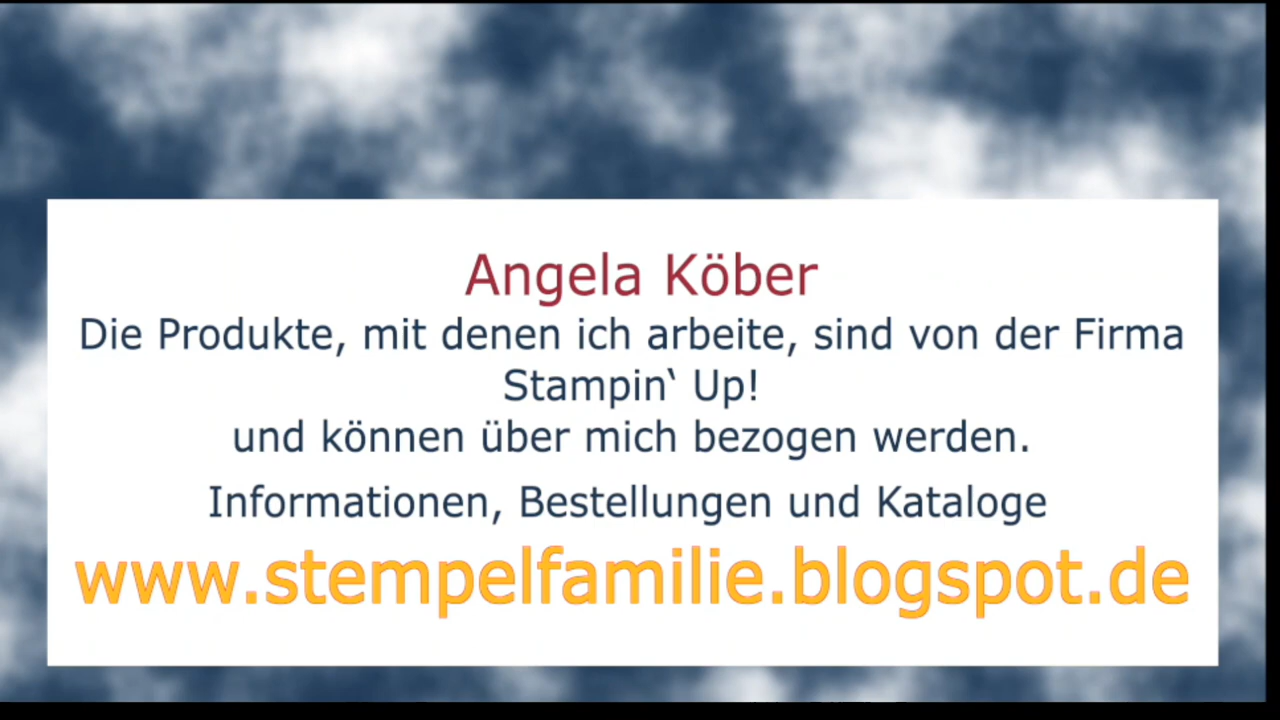 Angela Köber
Die Produkte, mit denen ich arbeite, sind von der Firma
Stampin‛ Up!
und können über mich bezogen werden.
Informationen, Bestellungen und Kataloge
www.stempelfamilie.blogspot.de